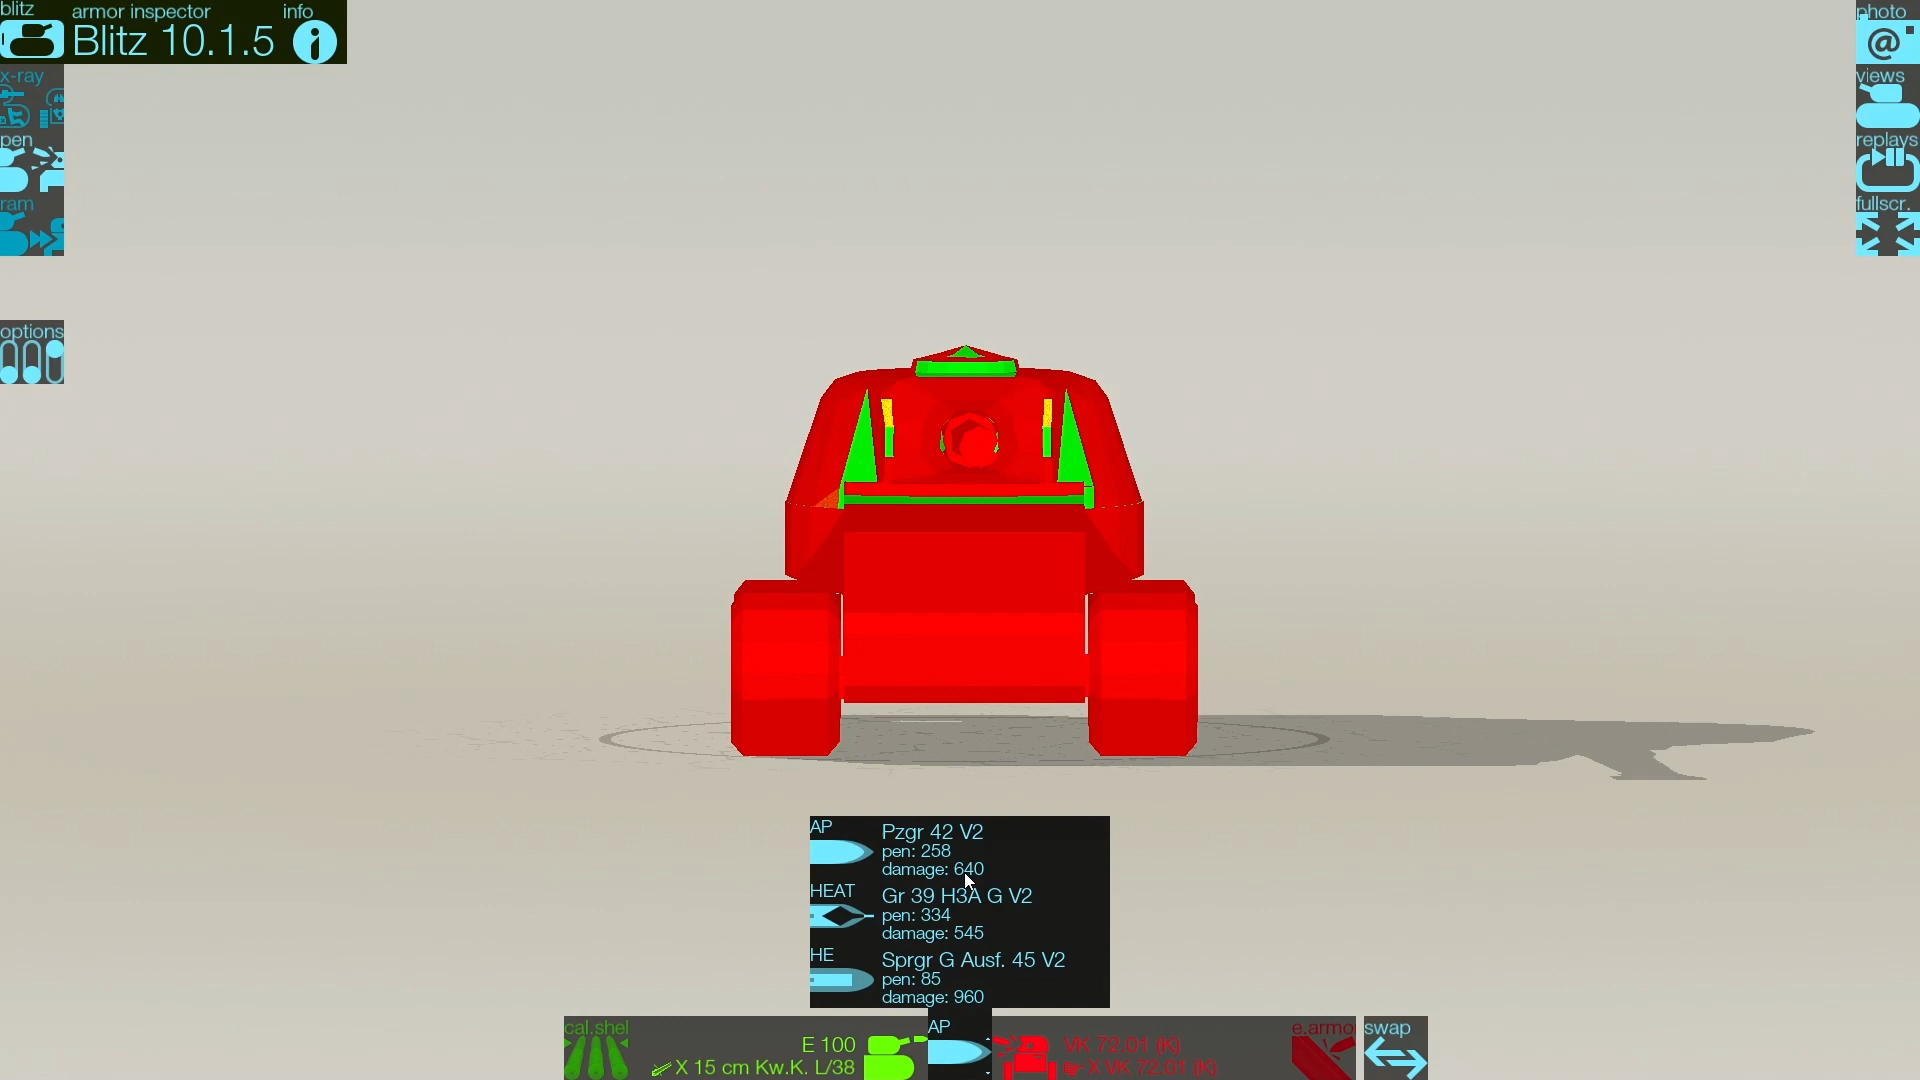 blitz
armor inspector
info
Blitz 10.1.5
x-ray
pen
ram
options
photo
@
views
replays
fullscr.
AP
Pzgr 42 V2
pen: 258
damage: 640
HEAT
Gr 39 H3A G V2
pen: 334
damage: 545
HE
Sprgr G Ausf. 45 V2
pen: 85
damage: 960
cal.shel
E 100
X 15 cm Kw.K. L/38
AP
VK 72.01 (K)
X VK 72.01 (K)
e.armo
swap